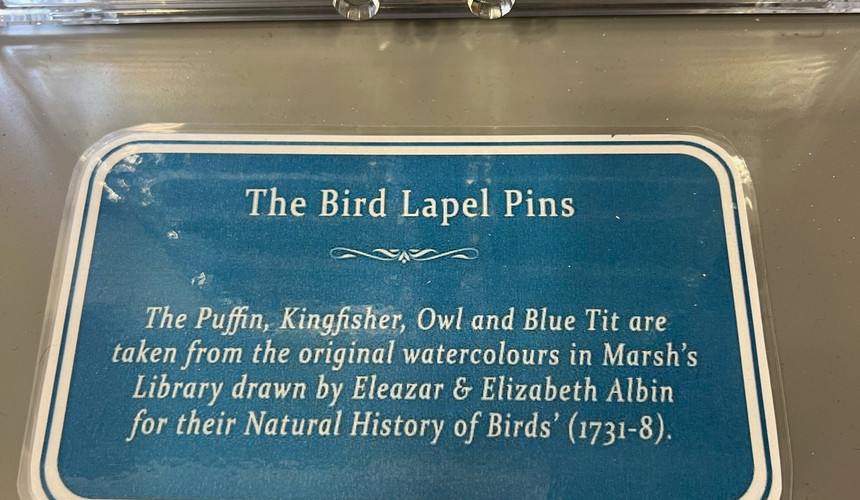 The Bird Lapel Pins
The Puffin, Kingfisher, Owl and Blue Tit are
taken from the original watercolours in Marsh's
Library drawn by Eleazar & Elizabeth Albin
for their Natural History of Birds' (1731-8).